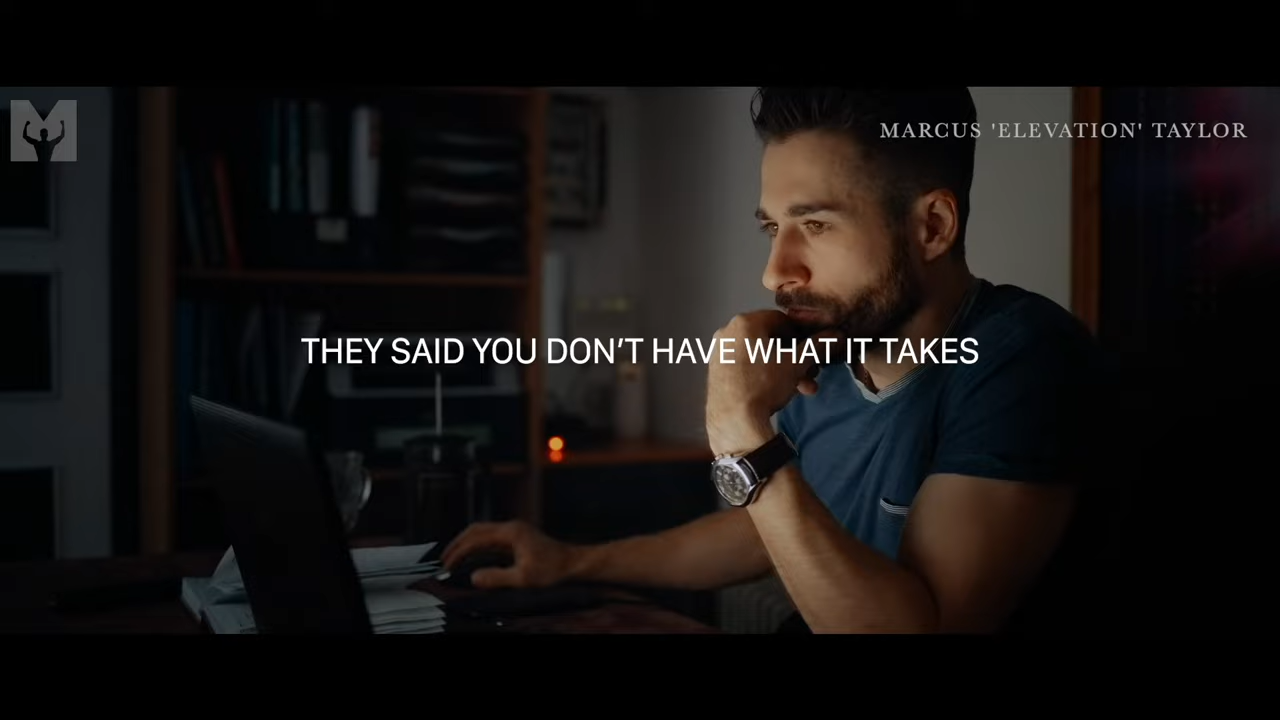 MARCUS 'ELEVATION' TAYLOR
THEY SAID YOU DON’T HAVE WHAT IT TAKES